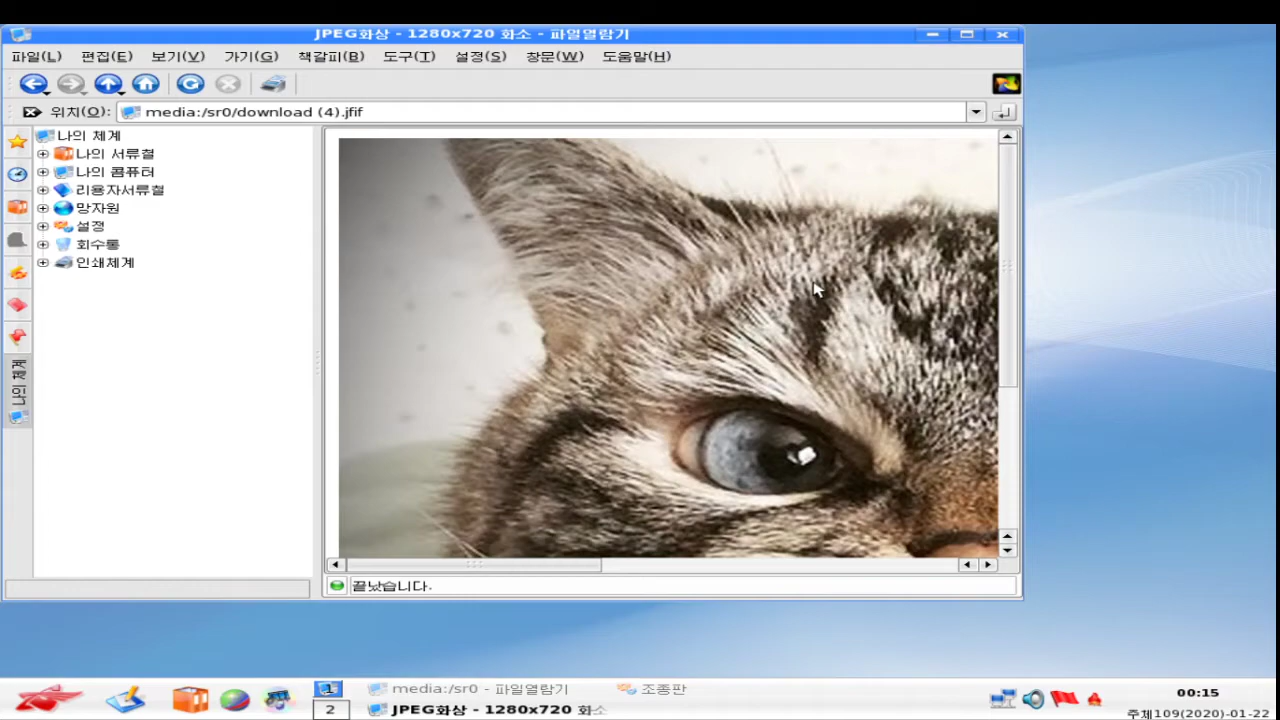 JPEG화상 - 1280x720 화소 - 파일열람기
파일(L) 편집(E) 보기(V) 가기(G) 책갈피(B) 도구(T) 설정(S) 창문(W) 도움말(H)
위치(O): media:/sr0/download (4).jfif
나의 체계
나의 서류철
나의 콤퓨터
리용자서류철
망자원
설정
회수통
인쇄체계
나의 체계
끝났습니다.
1 media:/sr0 - 파일열람기 조종판 00:15
2 JPEG화상 - 1280x720 화소 주체109(2020)-01-22